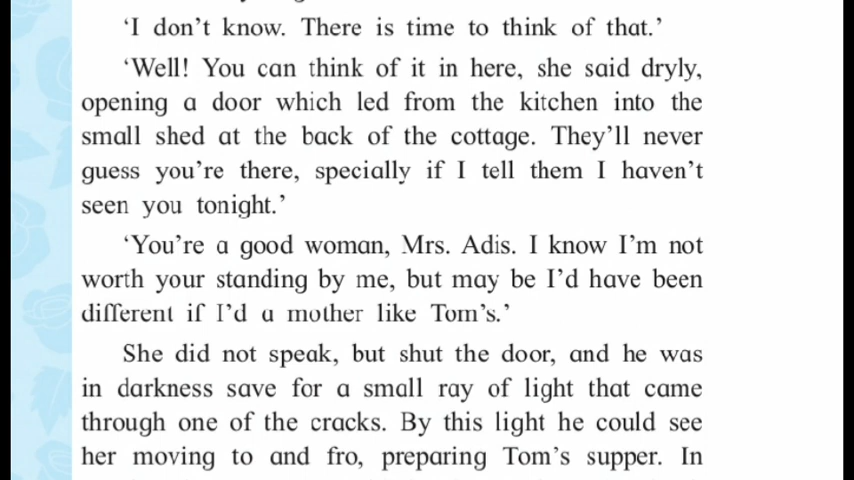 ‘I don’t know. There is time to think of that.’
‘Well! You can think of it in here, she said dryly,
opening a door which led from the kitchen into the
small shed at the back of the cottage. They’ll never
guess you’re there, specially if I tell them I haven’t
seen you tonight.’
‘You’re a good woman, Mrs. Adis. I know I’m not
worth your standing by me, but may be I’d have been
different if I’d a mother like Tom’s.’
She did not speak, but shut the door, and he was
in darkness save for a small ray of light that came
through one of the cracks. By this light he could see
her moving to and fro, preparing Tom’s supper. In